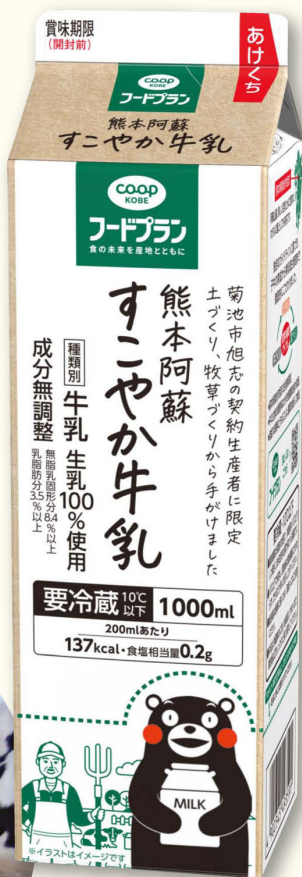 賞味期限
(開封前)
あけくち
co・op
KOBE
フードプラン
熊本阿蘇
すこやか牛乳
co・op
KOBE
フードプラン
食の未来を産地とともに
菊池市旭志の契約生産者に限定
土づくり、牧草づくりから手がけました
熊本阿蘇
すこやか牛乳
種類別 牛乳 生乳100%使用
成分無調整
無脂乳固形分8.4%以上
乳脂肪分3.5%以上
要冷蔵 10℃以下 1000ml
200mlあたり
137kcal・食塩相当量0.2g
MILK
※イラストはイメージです